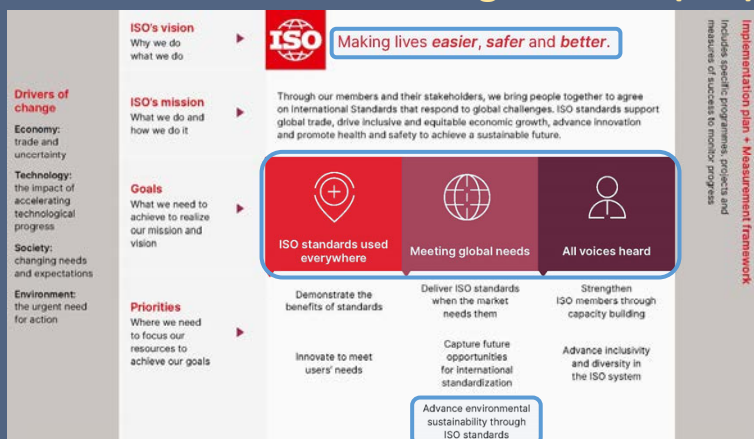 Drivers of
change
Economy:
trade and
uncertainty
Technology:
the impact of
accelerating
technological
progress
Society:
changing needs
and expectations
Environment:
the urgent need
for action
ISO's vision
Why we do
what we do
ISO
Making lives easier, safer and better.
ISO's mission
What we do and
how we do it
Through our members and their stakeholders, we bring people together to agree
on International Standards that respond to global challenges. ISO standards support
global trade, drive inclusive and equitable economic growth, advance innovation
and promote health and safety to achieve a sustainable future.
Goals
What we need to
achieve to realize
our mission and
vision
ISO standards used
everywhere
Meeting global needs
All voices heard
Priorities
Where we need
to focus our
resources to
achieve our goals
Demonstrate the
benefits of standards
Innovate to meet
users' needs
Deliver ISO standards
when the market
needs them
Capture future
opportunities
for international
standardization
Advance environmental
sustainability through
ISO standards
Strengthen
ISO members through
capacity building
Advance inclusivity
and diversity in
the ISO system
Implementation plan + Measurement framework
Includes specific programmes, projects and
measures of success to monitor progress